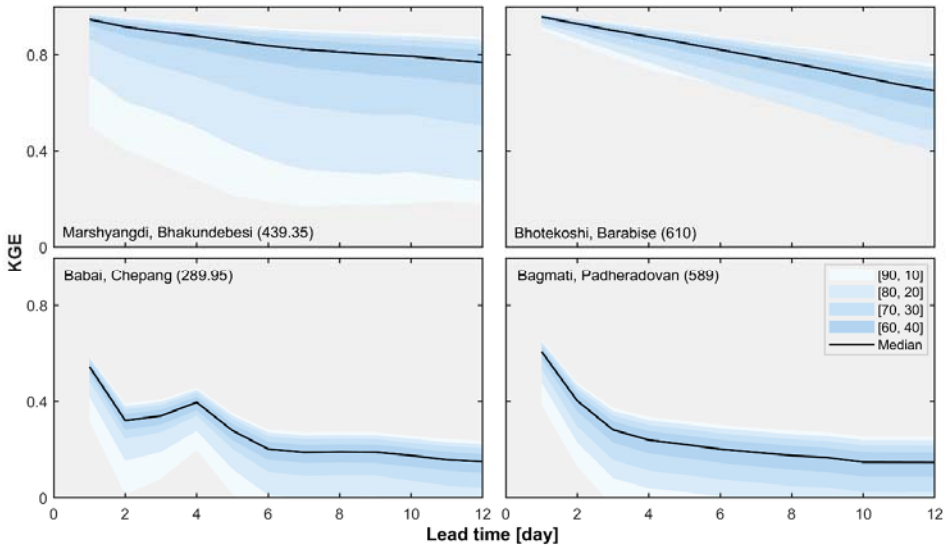 0.8
0.4
0
KGE
Marshyangdi, Bhakundebesi (439.35)
Bhotekoshi, Barabise (610)
Babai, Chepang (289.95)
Bagmati, Padheradovan (589)
[90, 10]
[80, 20]
[70, 30]
[60, 40]
Median
0.8
0.4
0
0 2 4 6 8 10 12
0 2 4 6 8 10 12
Lead time [day]